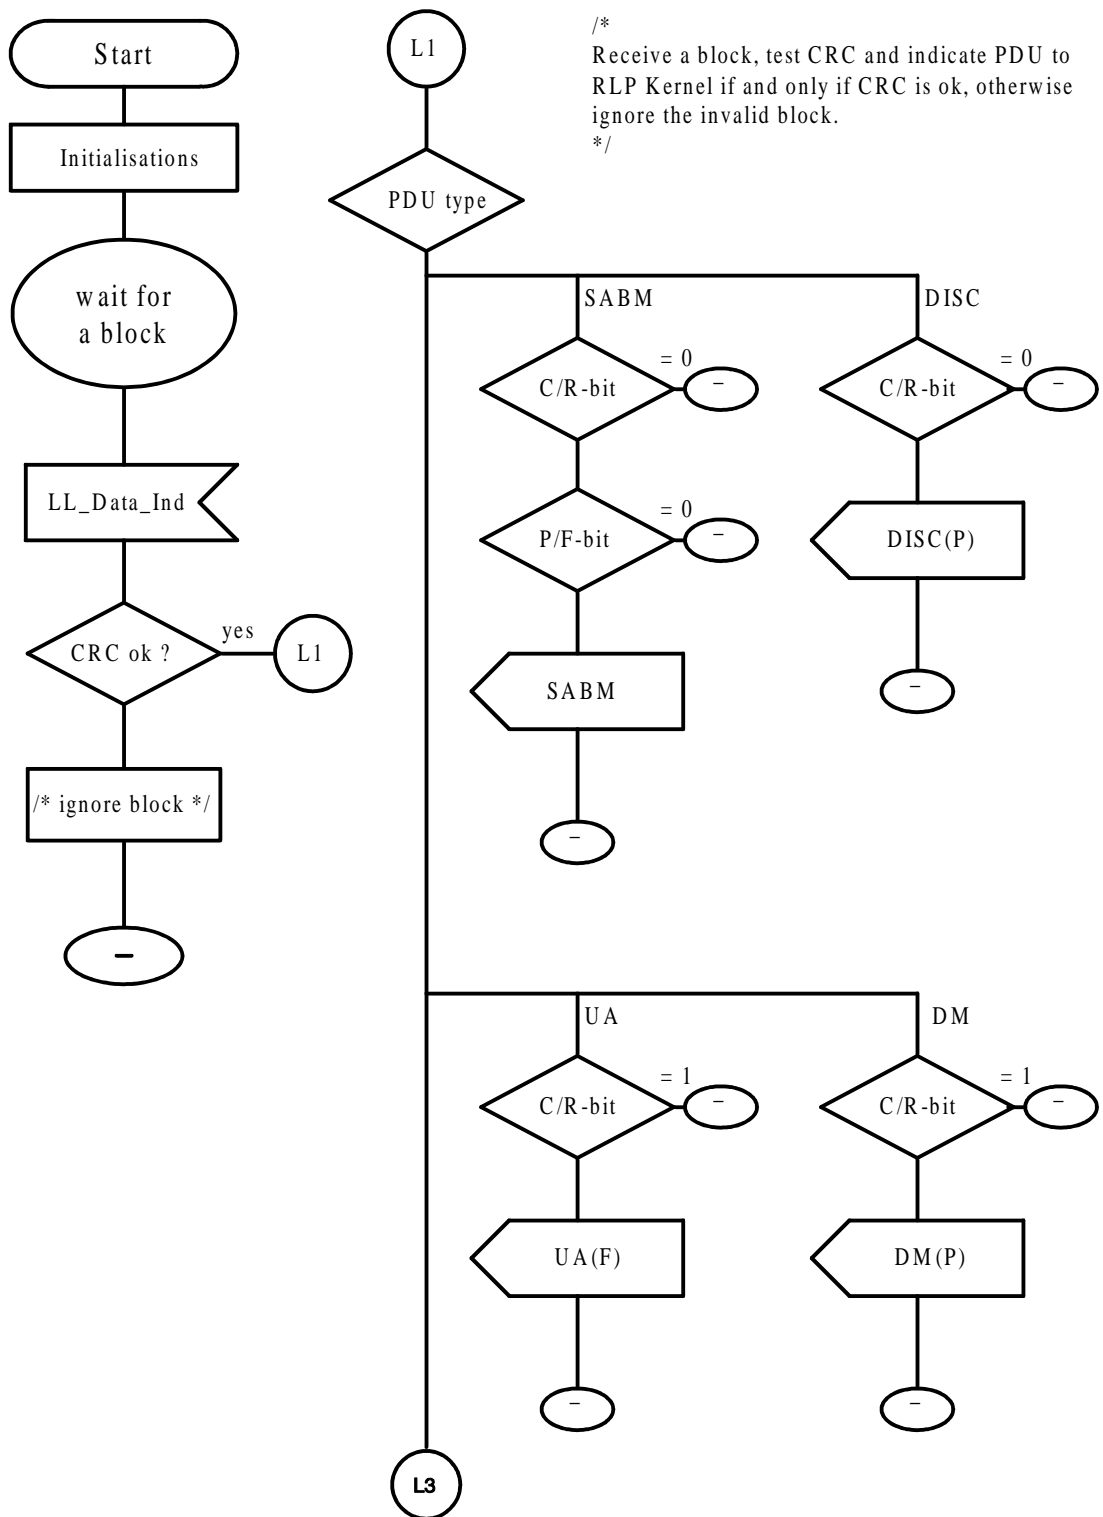 Start
Initialisations
wait for
a block
LL_Data_Ind
CRC ok ?
yes
L1
/* ignore block */
–
L1
/*
Receive a block, test CRC and indicate PDU to
RLP Kernel if and only if CRC is ok, otherwise
ignore the invalid block.
*/
PDU type
SABM
C/R-bit
= 0
–
P/F-bit
= 0
–
SABM
–
DISC
C/R-bit
= 0
–
DISC(P)
–
UA
C/R-bit
= 1
–
UA(F)
–
DM
C/R-bit
= 1
–
DM(P)
–
L3